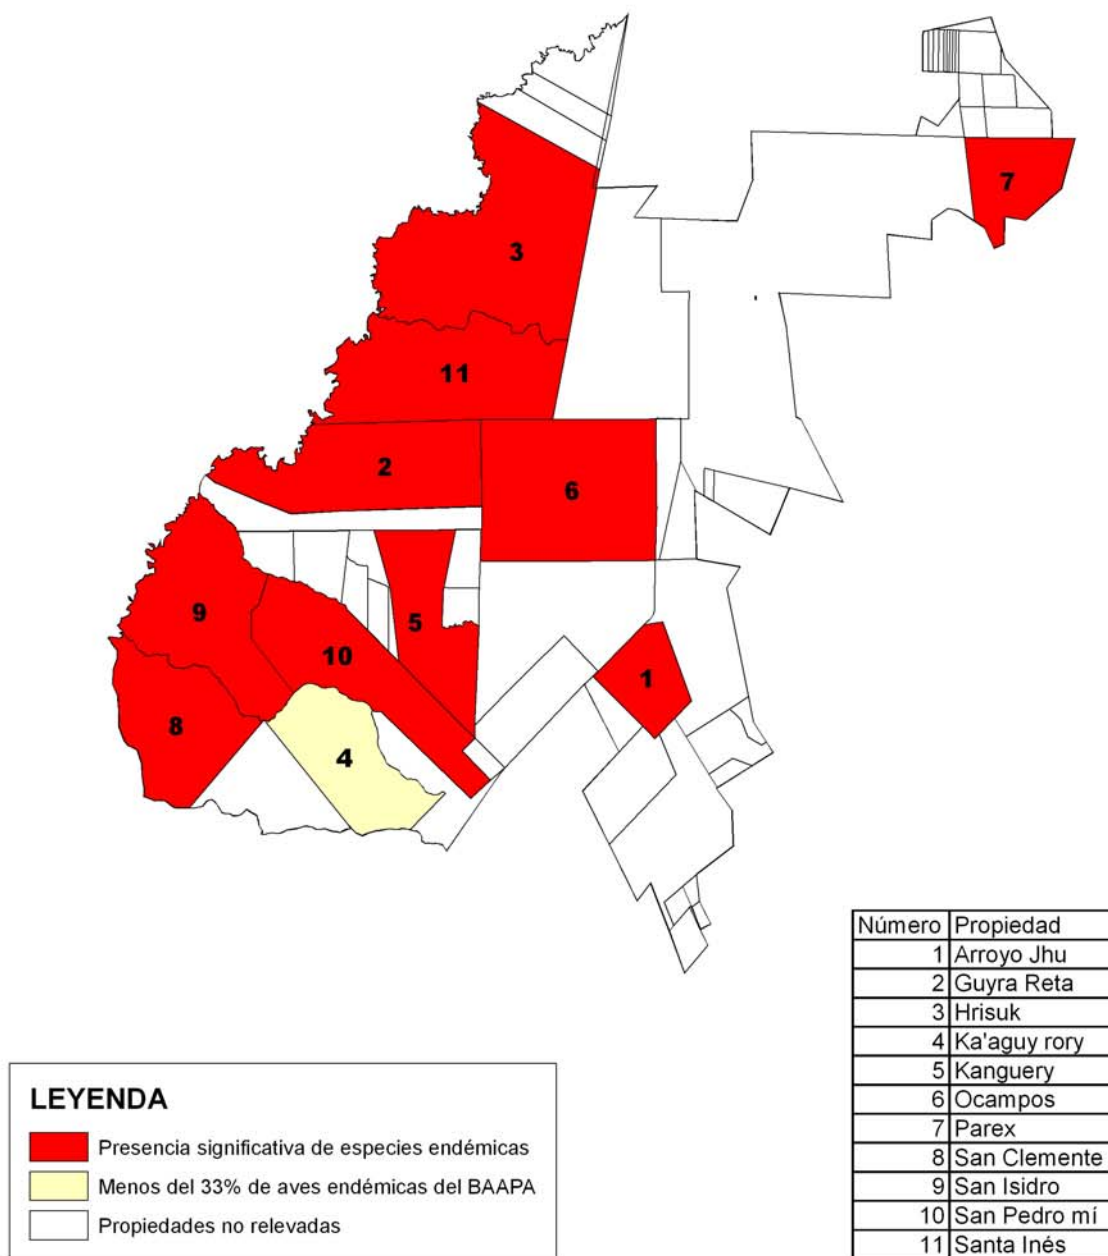 7
3
11
2
6
9
5
10
1
8
4
Número Propiedad
1 Arroyo Jhu
2 Guyra Reta
3 Hrisuk
4 Ka'aguy rory
5 Kanguery
6 Ocampos
7 Parex
8 San Clemente
9 San Isidro
10 San Pedro mí
11 Santa Inés
LEYENDA
Presencia significativa de especies endémicas
Menos del 33% de aves endémicas del BAAPA
Propiedades no relevadas